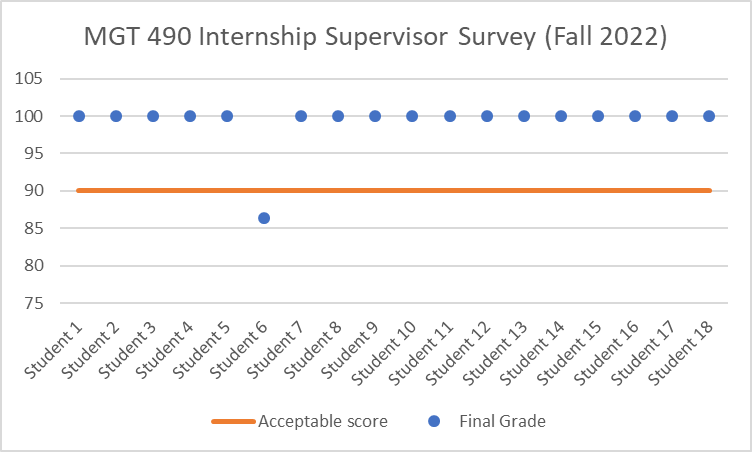 MGT 490 Internship Supervisor Survey (Fall 2022)
105
100
95
90
85
80
75
Student 1
Student 2
Student 3
Student 4
Student 5
Student 6
Student 7
Student 8
Student 9
Student 10
Student 11
Student 12
Student 13
Student 14
Student 15
Student 16
Student 17
Student 18
Acceptable score
Final Grade